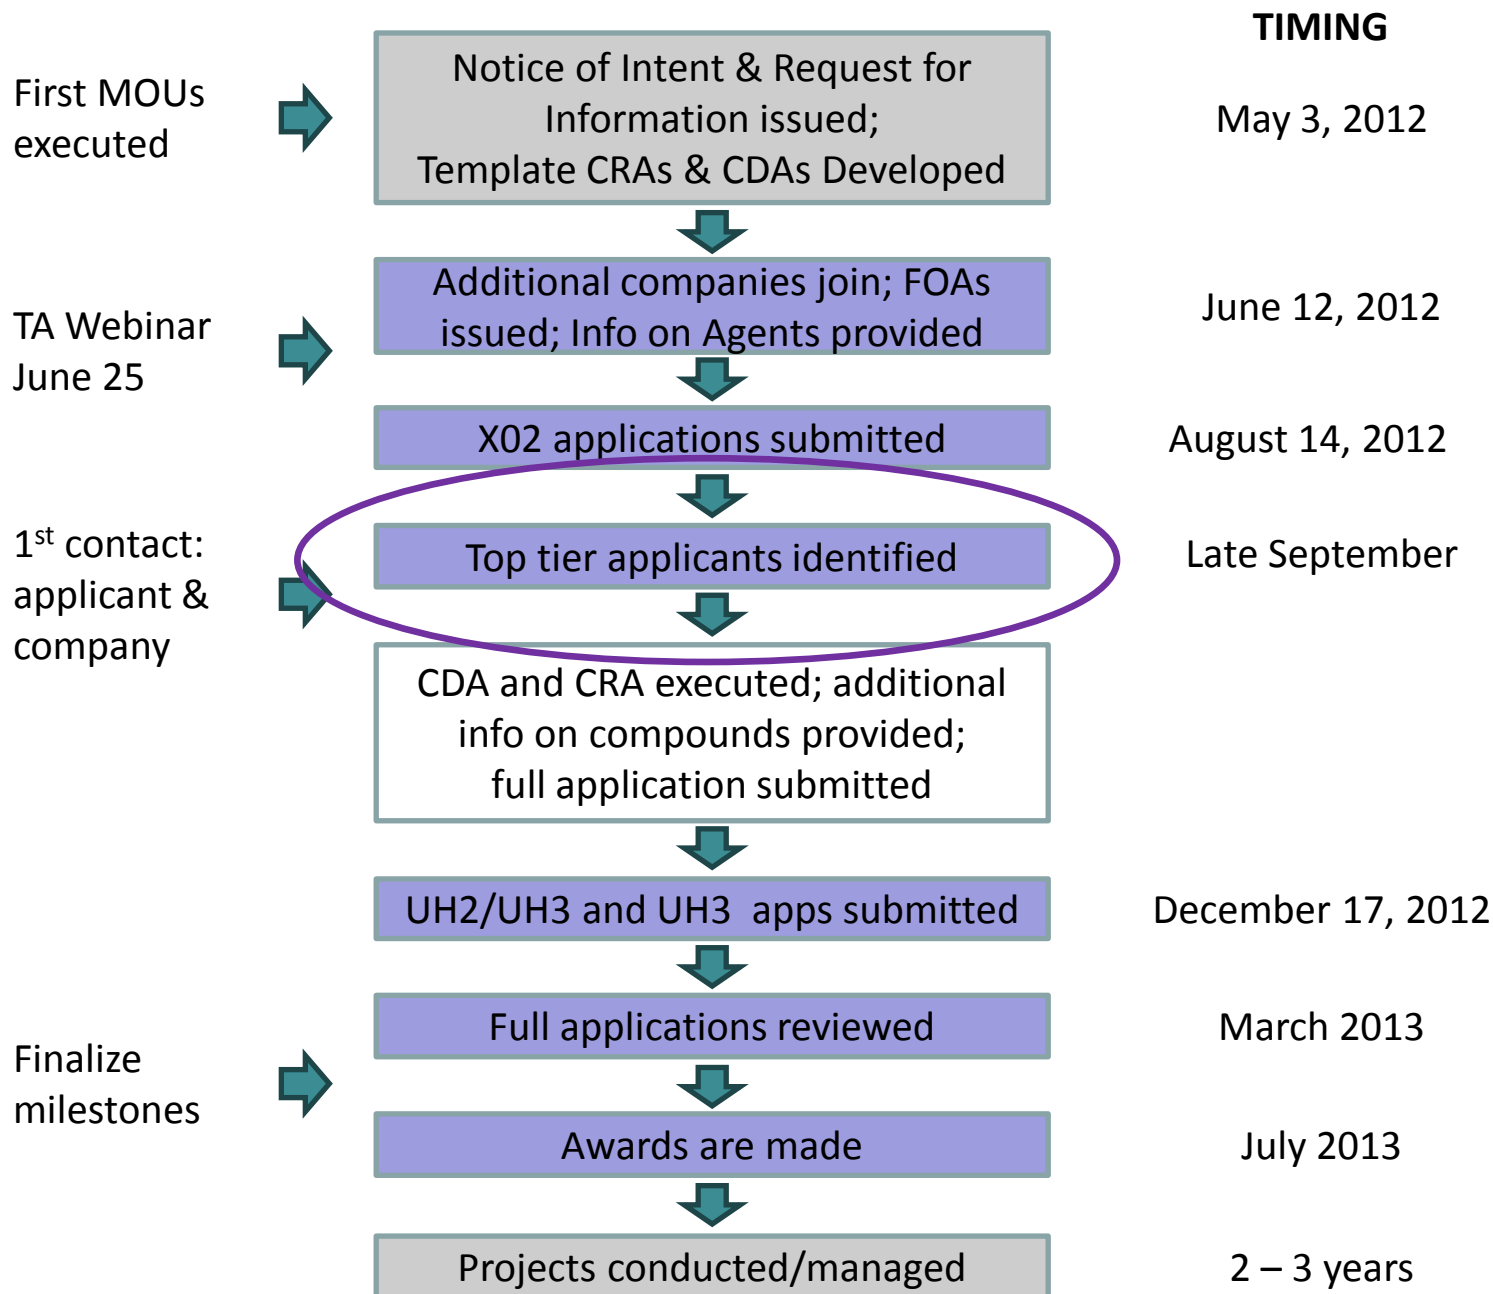 TIMING
First MOUs
executed
Notice of Intent & Request for
Information issued;
Template CRAs & CDAs Developed
May 3, 2012
TA Webinar
June 25
Additional companies join; FOAs
issued; Info on Agents provided
June 12, 2012
X02 applications submitted
August 14, 2012
1st contact:
applicant &
company
Top tier applicants identified
Late September
CDA and CRA executed; additional
info on compounds provided;
full application submitted
UH2/UH3 and UH3  apps submitted
December 17, 2012
Full applications reviewed
March 2013
Finalize
milestones
Awards are made
July 2013
Projects conducted/managed
2 – 3 years